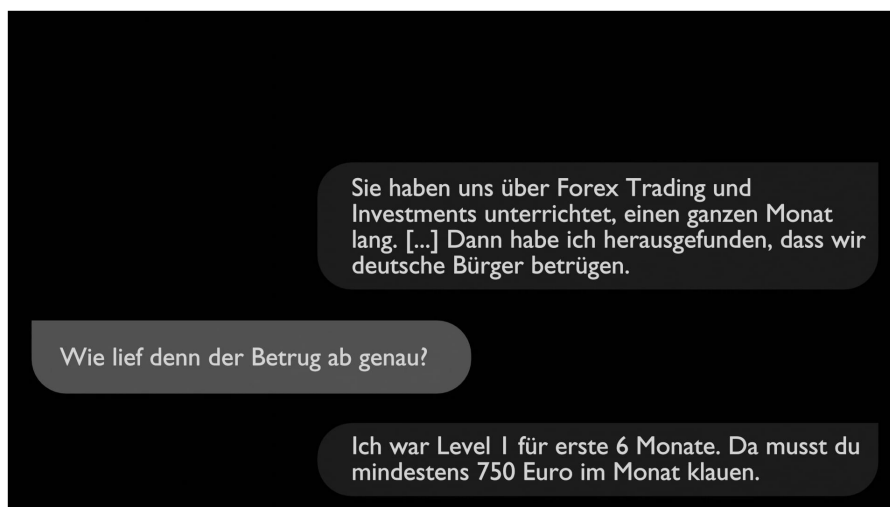 Sie haben uns über Forex Trading und
Investments unterrichtet, einen ganzen Monat
lang. [...] Dann habe ich herausgefunden, dass wir
deutsche Bürger betrügen.
Wie lief denn der Betrug ab genau?
Ich war Level 1 für erste 6 Monate. Da musst du
mindestens 750 Euro im Monat klauen.